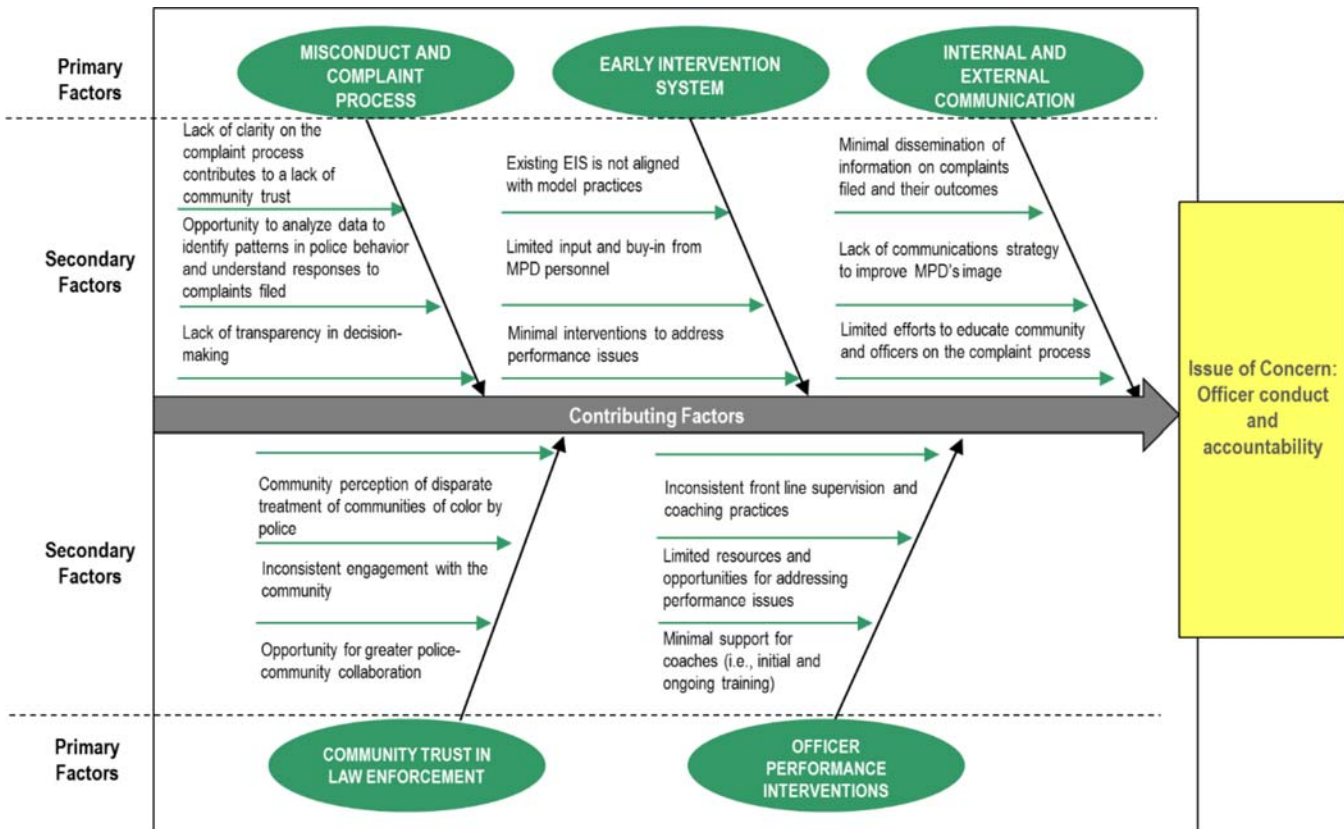 Primary
Factors
MISCONDUCT AND
COMPLAINT
PROCESS
EARLY INTERVENTION
SYSTEM
INTERNAL AND
EXTERNAL
COMMUNICATION
Secondary
Factors
Lack of clarity on the
complaint process
contributes to a lack of
community trust
Opportunity to analyze data to
identify patterns in police behavior
and understand responses to
complaints filed
Lack of transparency in decision-
making
Existing EIS is not aligned
with model practices
Limited input and buy-in from
MPD personnel
Minimal interventions to address
performance issues
Minimal dissemination of
information on complaints
filed and their outcomes
Lack of communications strategy
to improve MPD's image
Limited efforts to educate community
and officers on the complaint process
Contributing Factors
Issue of Concern:
Officer conduct
and
accountability
Secondary
Factors
Community perception of disparate
treatment of communities of color by
police
Inconsistent engagement with the
community
Opportunity for greater police-
community collaboration
Inconsistent front line supervision and
coaching practices
Limited resources and
opportunities for addressing
performance issues
Minimal support for
coaches (i.e., initial and
ongoing training)
Primary
Factors
COMMUNITY TRUST IN
LAW ENFORCEMENT
OFFICER
PERFORMANCE
INTERVENTIONS